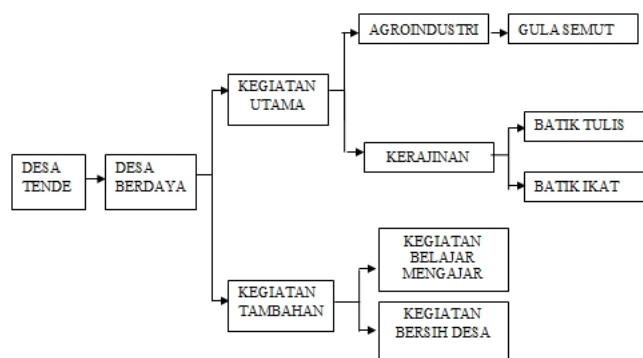 AGROINDUSTRI
GULA SEMUT
KEGIATAN
UTAMA
BATIK TULIS
KERAJINAN
DESA
TENDE
DESA
BERDAYA
BATIK IKAT
KEGIATAN
BELAJAR
MENGAJAR
KEGIATAN
TAMBAHAN
KEGIATAN
BERSIH DESA